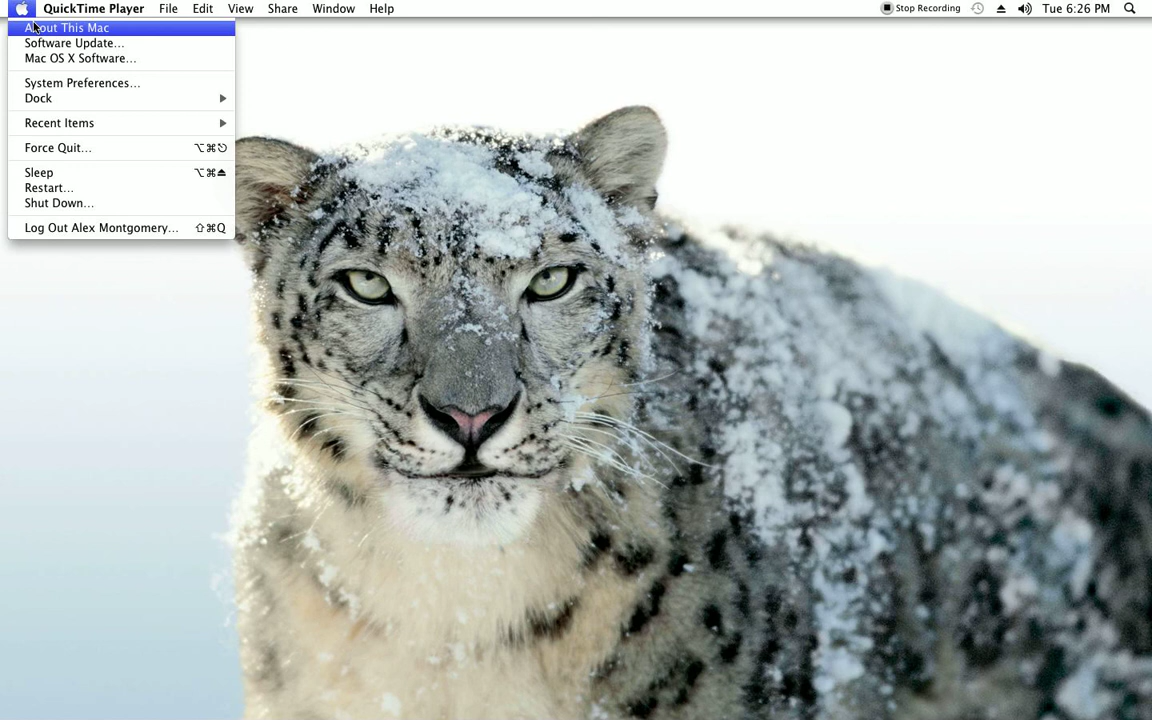 QuickTime Player File Edit View Share Window Help Stop Recording Tue 6:26 PM
About This Mac
Software Update...
Mac OS X Software...
System Preferences...
Dock
Recent Items
Force Quit... ⌥⌘⎋
Sleep ⌥⌘⏏
Restart...
Shut Down...
Log Out Alex Montgomery... ⇧⌘Q